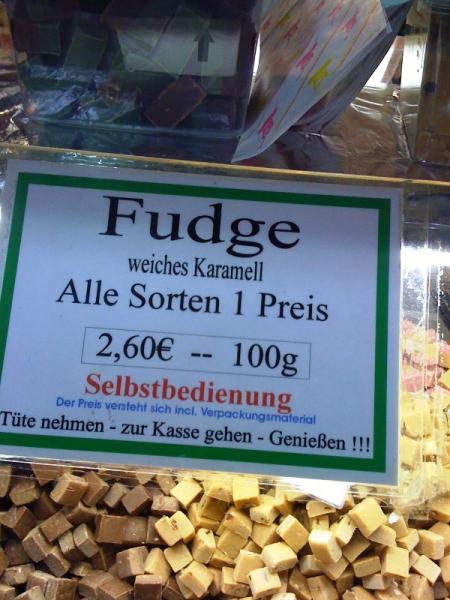 Fudge
weiches Karamell
Alle Sorten 1 Preis
2,60€ -- 100g
Selbstbedienung
Der Preis versteht sich incl. Verpackungsmaterial
Tüte nehmen - zur Kasse gehen - Genießen !!!